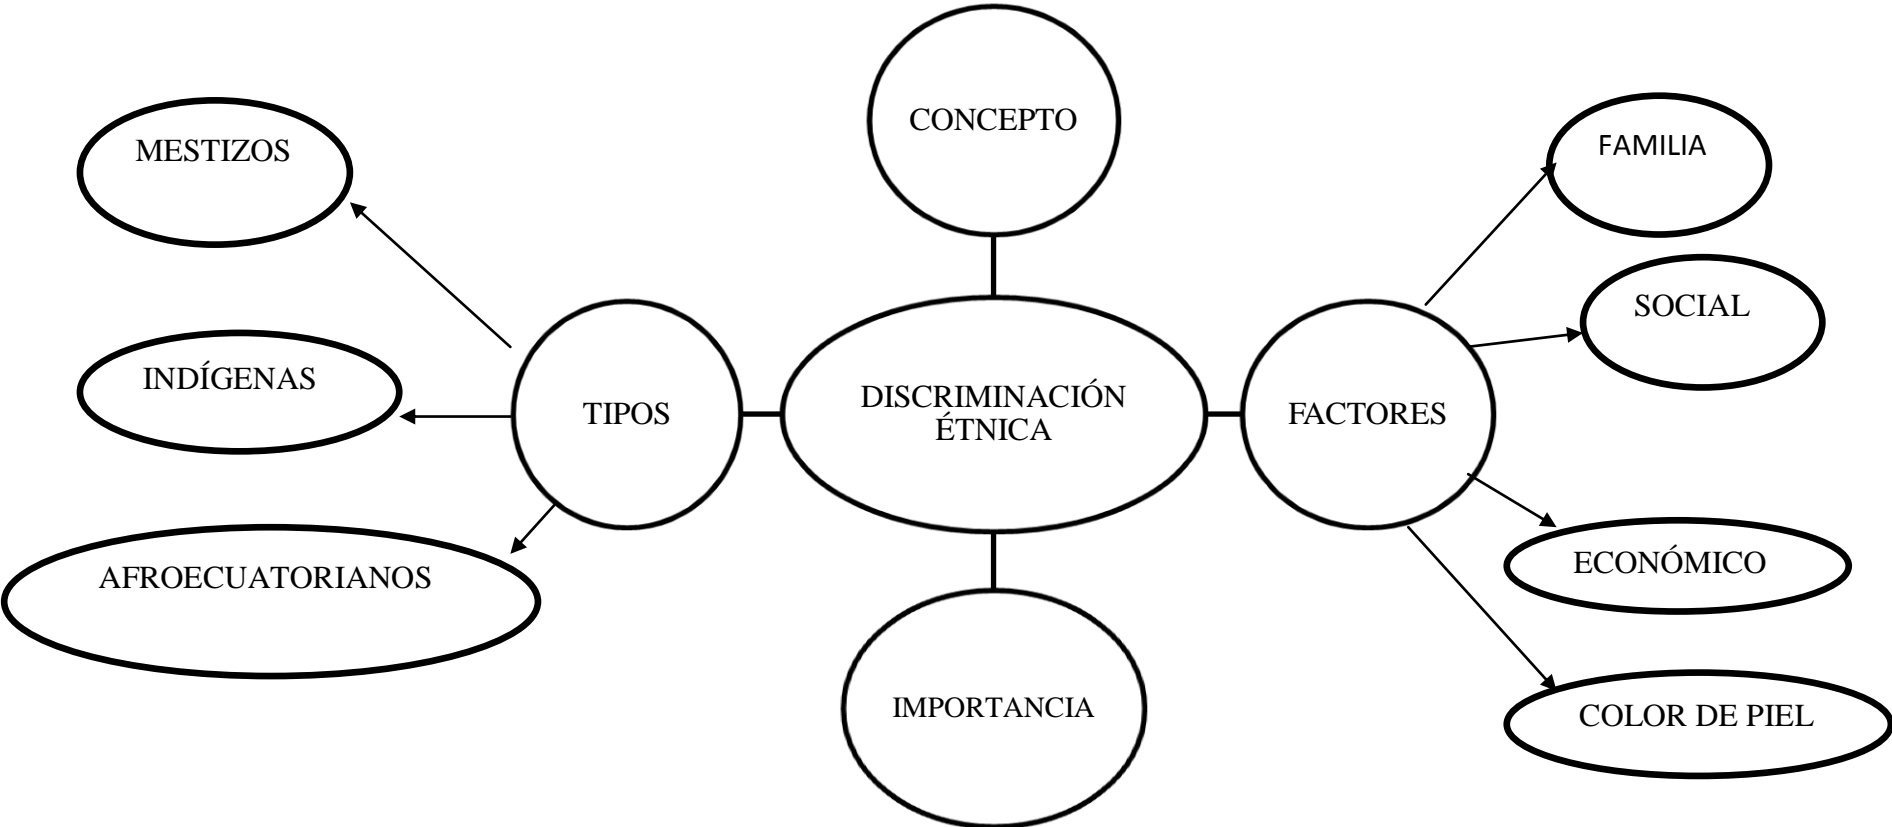 CONCEPTO
MESTIZOS
FAMILIA
SOCIAL
INDÍGENAS
TIPOS
DISCRIMINACIÓN
ÉTNICA
FACTORES
AFROECUATORIANOS
ECONÓMICO
IMPORTANCIA
COLOR DE PIEL